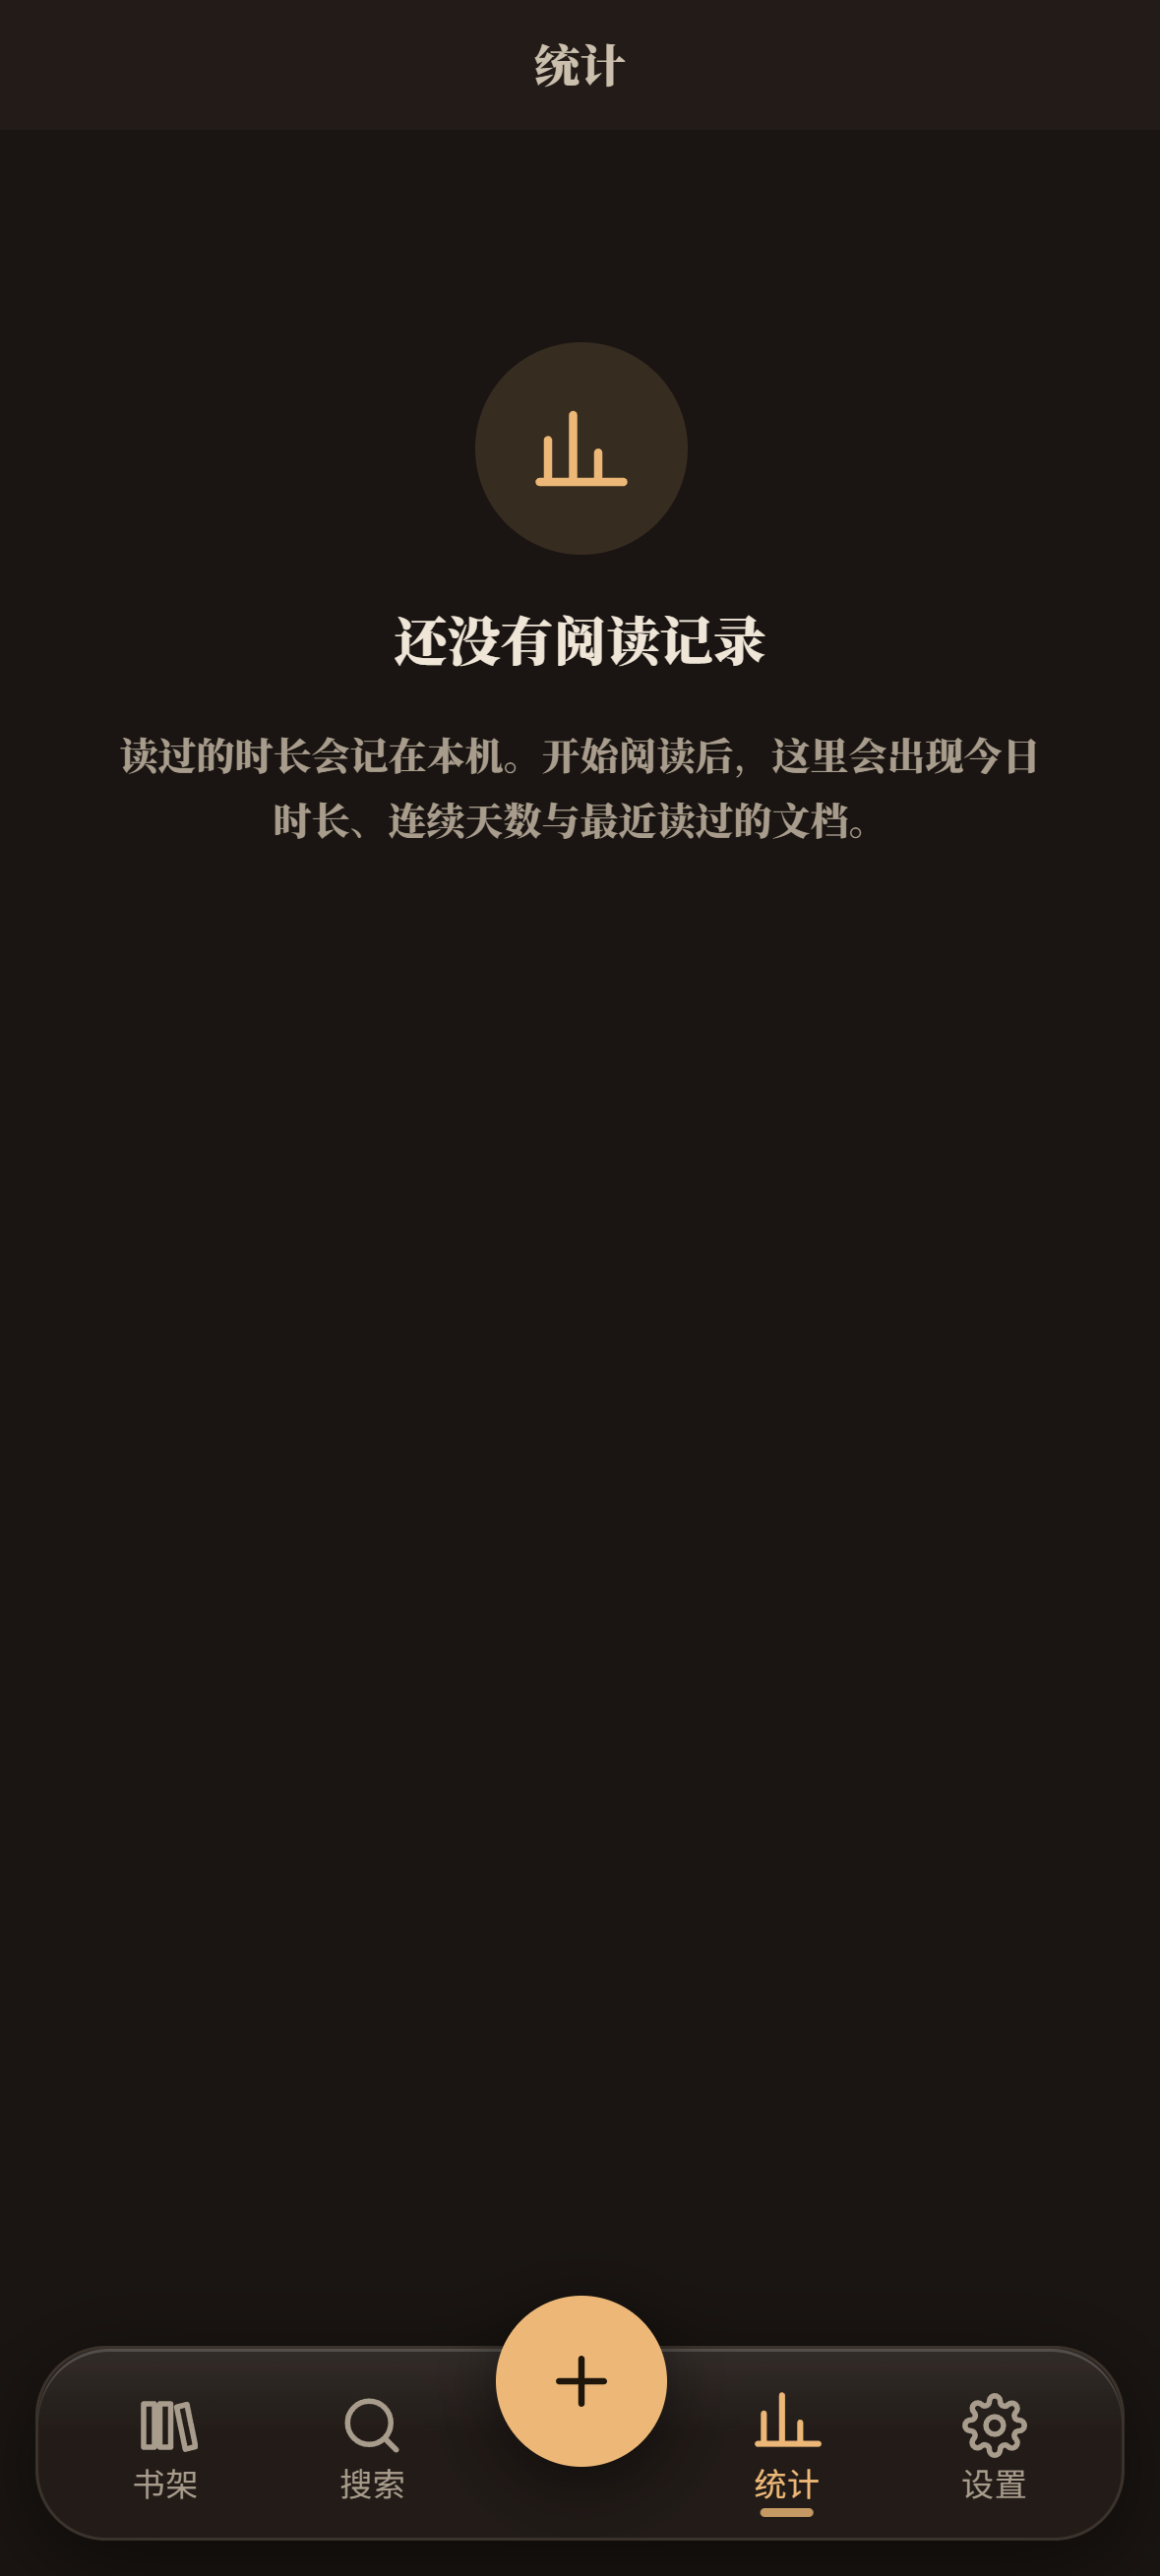 统计
还没有阅读记录
读过的时长会记在本机。开始阅读后，这里会出现今日
时长、连续天数与最近读过的文档。
书架
搜索
统计
设置